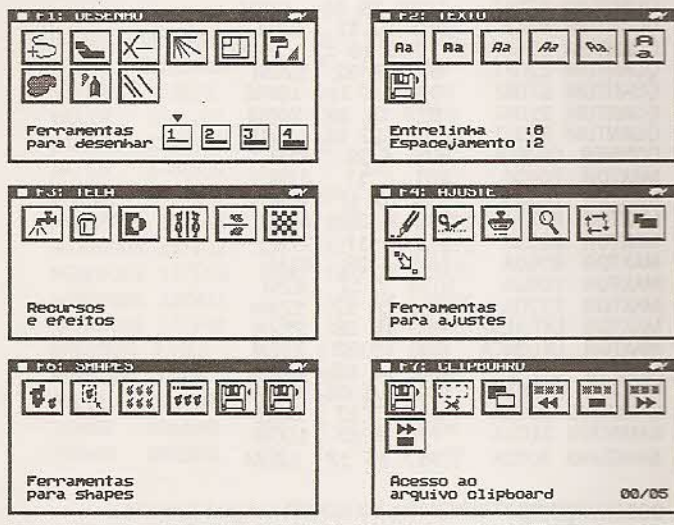 F1: DESENHO
Ferramentas
para desenhar 1 2 3 4
F2: TEXTO
Aa Aa Aa Aa Aa Aa
Entrelinha :0
Espacejamento :2
F3: TELA
Recursos
e efeitos
F4: AJUSTE
Ferramentas
para ajustes
F6: SHAPES
Ferramentas
para shapes
F7: CLIPBOARD
Acesso ao
arquivo clipboard 00/05